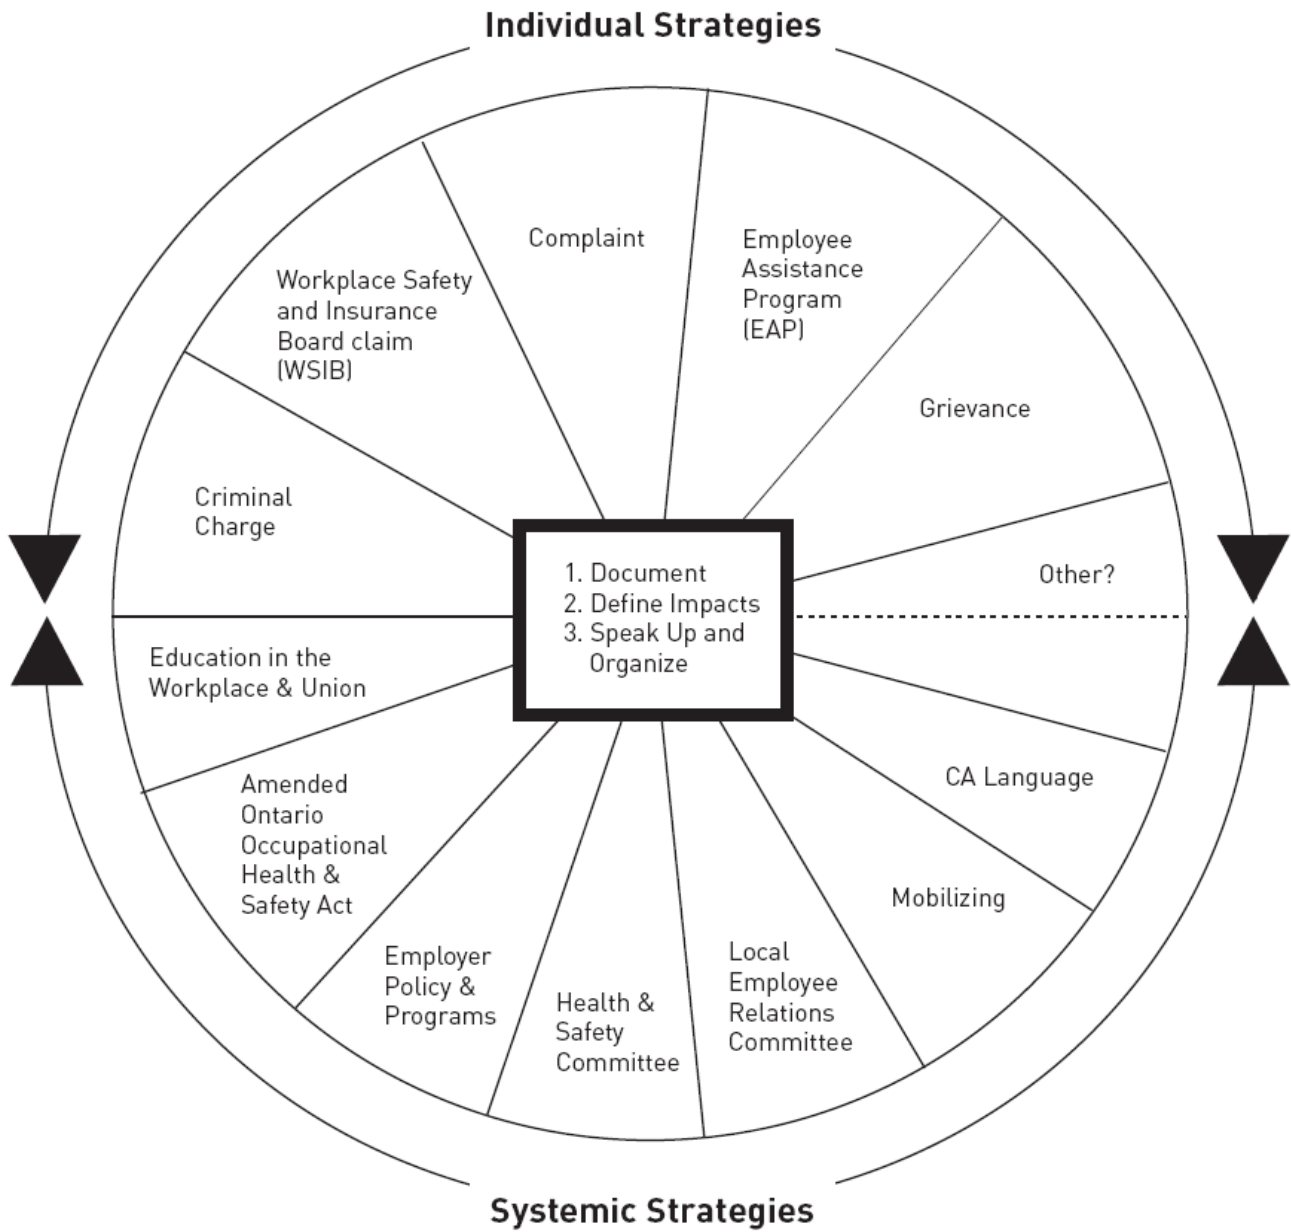 Individual Strategies
Complaint
Employee
Assistance
Program
(EAP)
Workplace Safety
and Insurance
Board claim
(WSIB)
Grievance
Criminal
Charge
Other?
1. Document
2. Define Impacts
3. Speak Up and
Organize
Education in the
Workplace & Union
CA Language
Amended
Ontario
Occupational
Health &
Safety Act
Mobilizing
Employer
Policy &
Programs
Health &
Safety
Committee
Local
Employee
Relations
Committee
Systemic Strategies